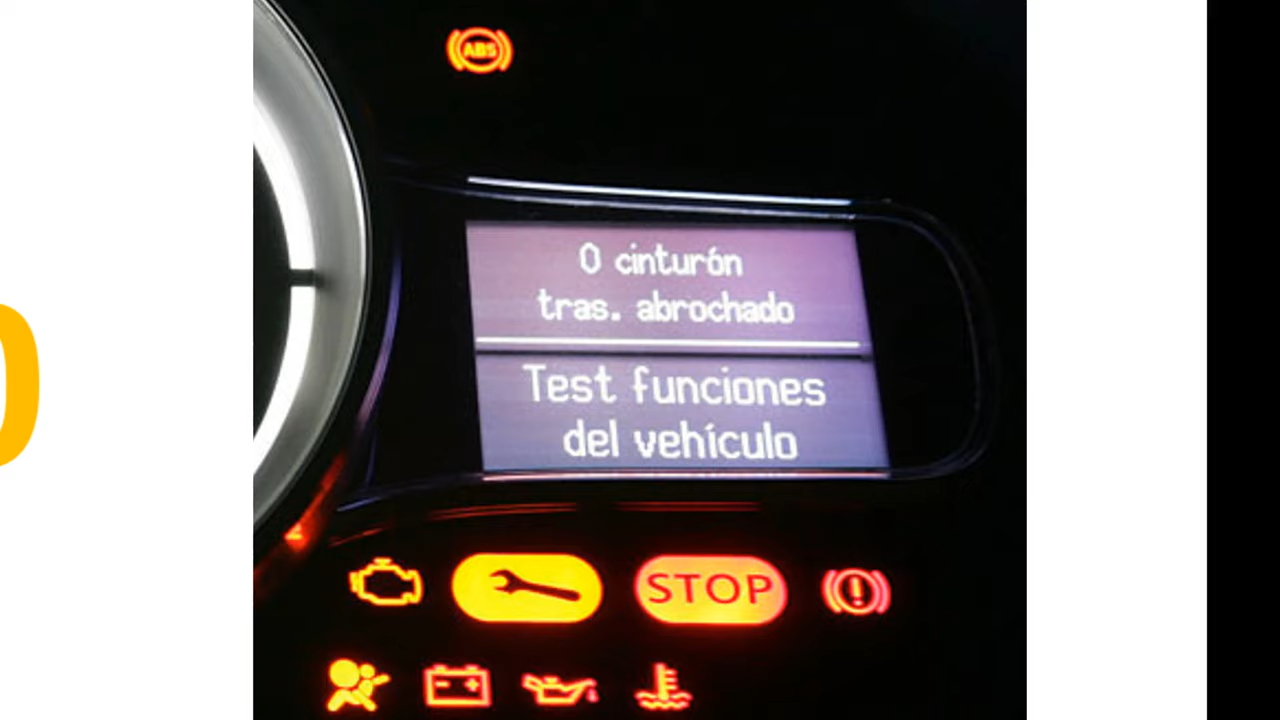 ABS
0 cinturón
tras. abrochado
Test funciones
del vehículo
STOP